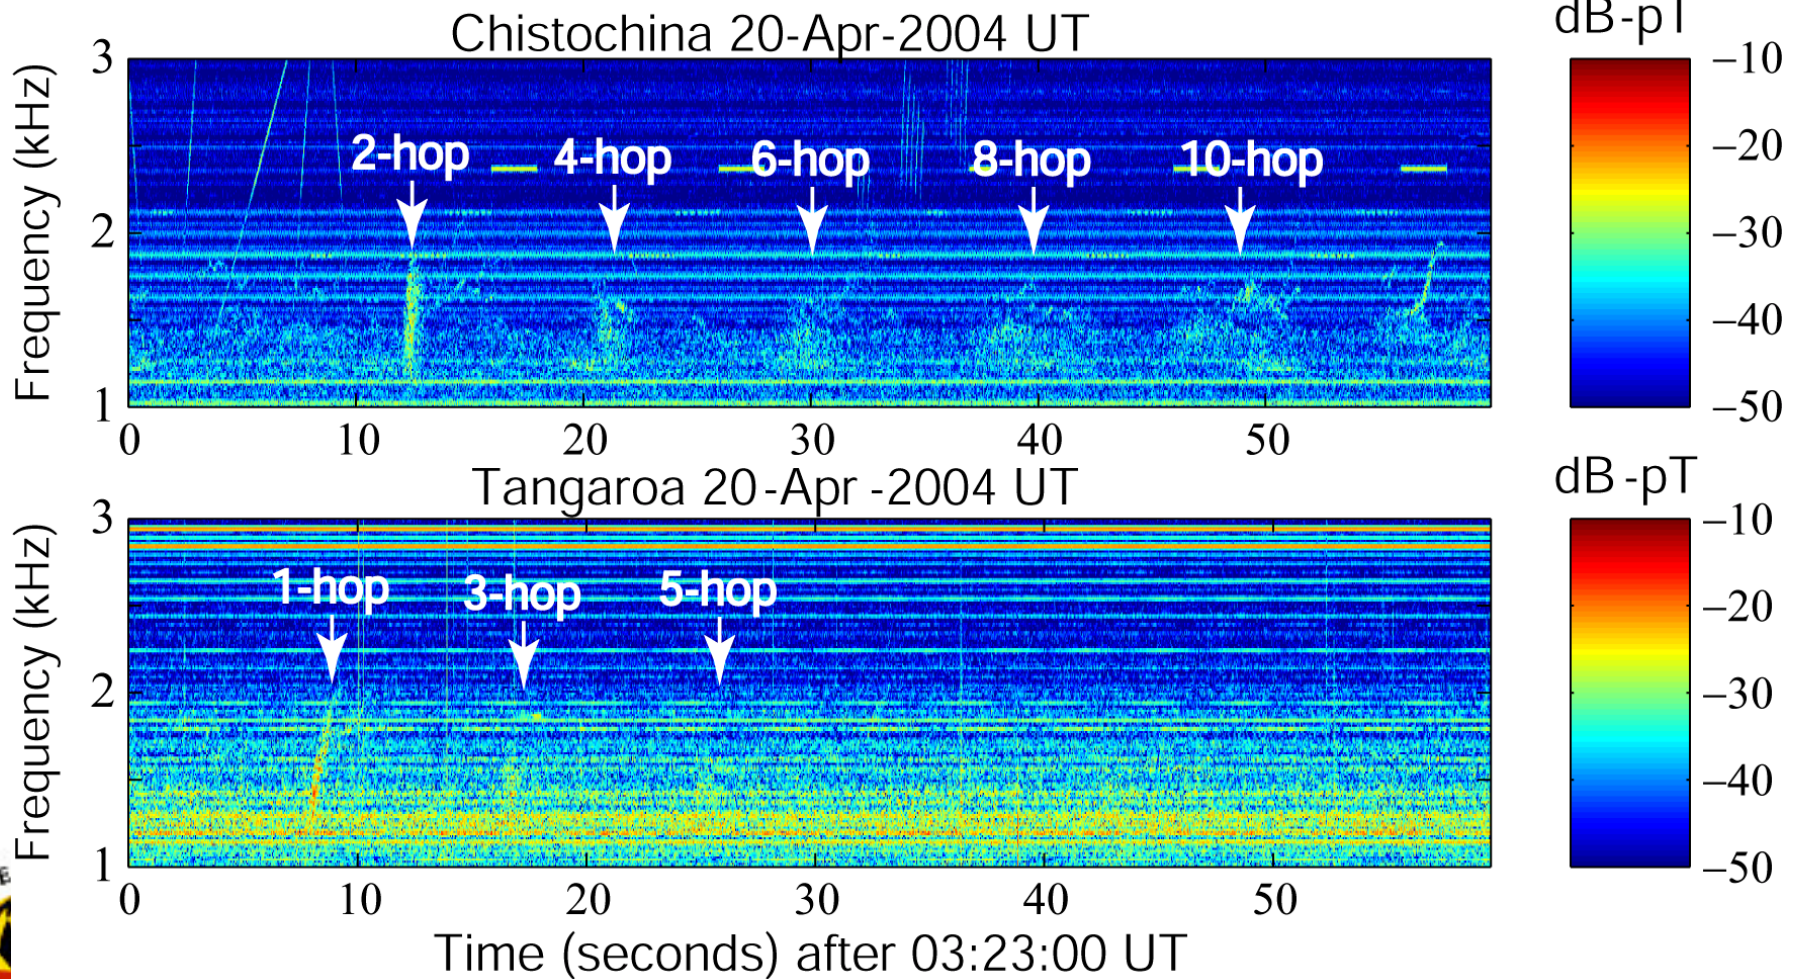 Chistochina 20-Apr-2004 UT
dB-pT
Frequency (kHz)
3
2
1
2-hop
4-hop
6-hop
8-hop
10-hop
0
10
20
30
40
50
−10
−20
−30
−40
−50
Tangaroa 20-Apr-2004 UT
dB-pT
Frequency (kHz)
3
2
1
1-hop
3-hop
5-hop
0
10
20
30
40
50
−10
−20
−30
−40
−50
Time (seconds) after 03:23:00 UT